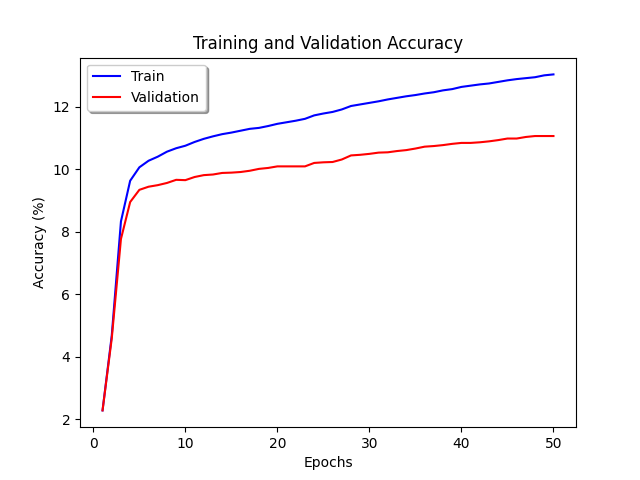 Training and Validation Accuracy
Train
Validation
Accuracy (%)
12
10
8
6
4
2
0 10 20 30 40 50
Epochs